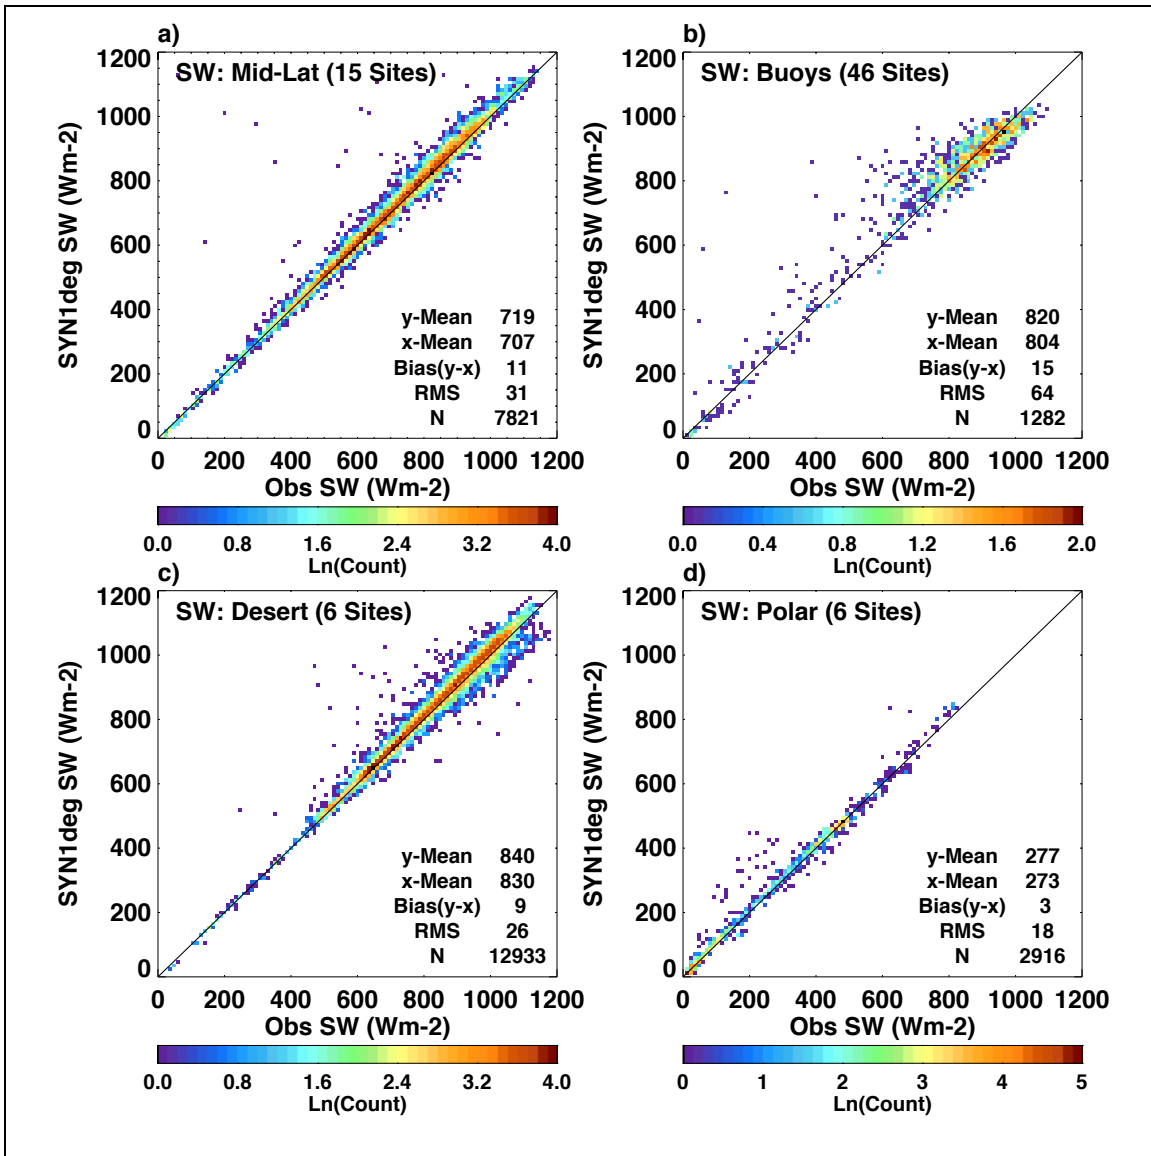 a)
SW: Mid-Lat (15 Sites)
SYN1deg SW (Wm-2)
1200
1000
800
600
400
200
0
y-Mean 719
x-Mean 707
Bias(y-x) 11
RMS 31
N 7821
0 200 400 600 800 1000 1200
Obs SW (Wm-2)
0.0 0.8 1.6 2.4 3.2 4.0
Ln(Count)
b)
SW: Buoys (46 Sites)
SYN1deg SW (Wm-2)
1200
1000
800
600
400
200
0
y-Mean 820
x-Mean 804
Bias(y-x) 15
RMS 64
N 1282
0 200 400 600 800 1000 1200
Obs SW (Wm-2)
0.0 0.4 0.8 1.2 1.6 2.0
Ln(Count)
c)
SW: Desert (6 Sites)
SYN1deg SW (Wm-2)
1200
1000
800
600
400
200
0
y-Mean 840
x-Mean 830
Bias(y-x) 9
RMS 26
N 12933
0 200 400 600 800 1000 1200
Obs SW (Wm-2)
0.0 0.8 1.6 2.4 3.2 4.0
Ln(Count)
d)
SW: Polar (6 Sites)
SYN1deg SW (Wm-2)
1200
1000
800
600
400
200
0
y-Mean 277
x-Mean 273
Bias(y-x) 3
RMS 18
N 2916
0 200 400 600 800 1000 1200
Obs SW (Wm-2)
0 1 2 3 4 5
Ln(Count)